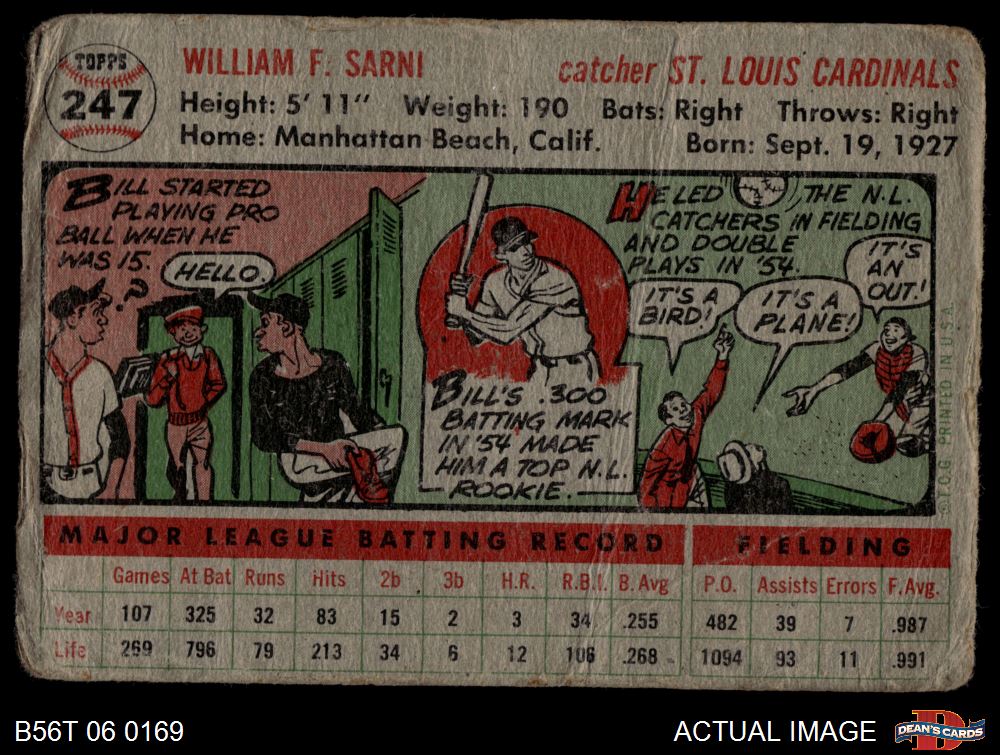 TOPPS
247
WILLIAM F. SARNI catcher ST. LOUIS CARDINALS
Height: 5' 11" Weight: 190 Bats: Right Throws: Right
Home: Manhattan Beach, Calif. Born: Sept. 19, 1927
BILL STARTED
PLAYING PRO
BALL WHEN HE
WAS 15.
HELLO.
?
BILL'S .300
BATTING MARK
IN '54 MADE
HIM A TOP N.L.
ROOKIE.
HE LED THE N.L.
CATCHERS IN FIELDING
AND DOUBLE
PLAYS IN '54.
IT'S A
BIRD!
IT'S A
PLANE!
IT'S
AN
OUT!
© T.C.G. PRINTED IN U.S.A.
MAJOR LEAGUE BATTING RECORD FIELDING
Games At Bat Runs Hits 2b 3b H.R. R.B.I. B. Avg P.O. Assists Errors F. Avg.
Year 107 325 32 83 15 2 3 34 .255 482 39 7 .987
Life 269 796 79 213 34 6 12 106 .268 1094 93 11 .991
B56T 06 0169 ACTUAL IMAGE DEAN'S CARDS